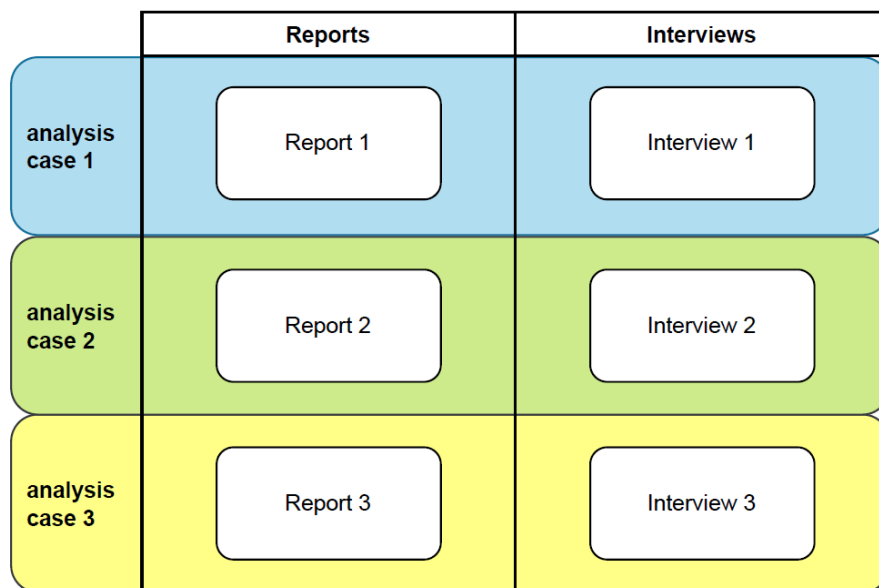 Reports
Interviews
analysis
case 1
Report 1
Interview 1
analysis
case 2
Report 2
Interview 2
analysis
case 3
Report 3
Interview 3